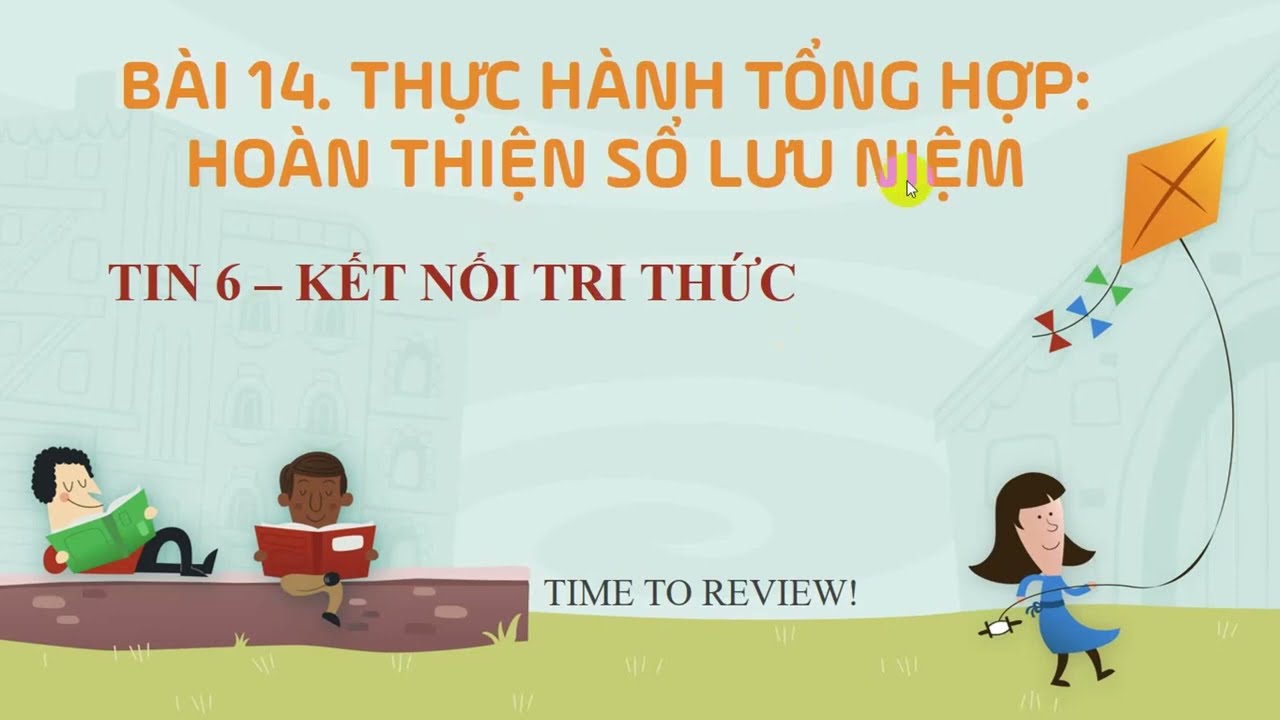 BÀI 14. THỰC HÀNH TỔNG HỢP:
HOÀN THIỆN SỔ LƯU NIỆM
TIN 6 – KẾT NỐI TRI THỨC
TIME TO REVIEW!